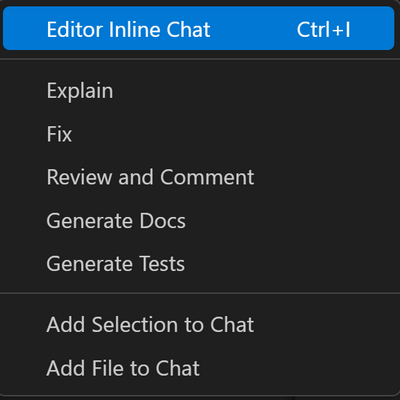 Editor Inline Chat Ctrl+I
Explain
Fix
Review and Comment
Generate Docs
Generate Tests
Add Selection to Chat
Add File to Chat